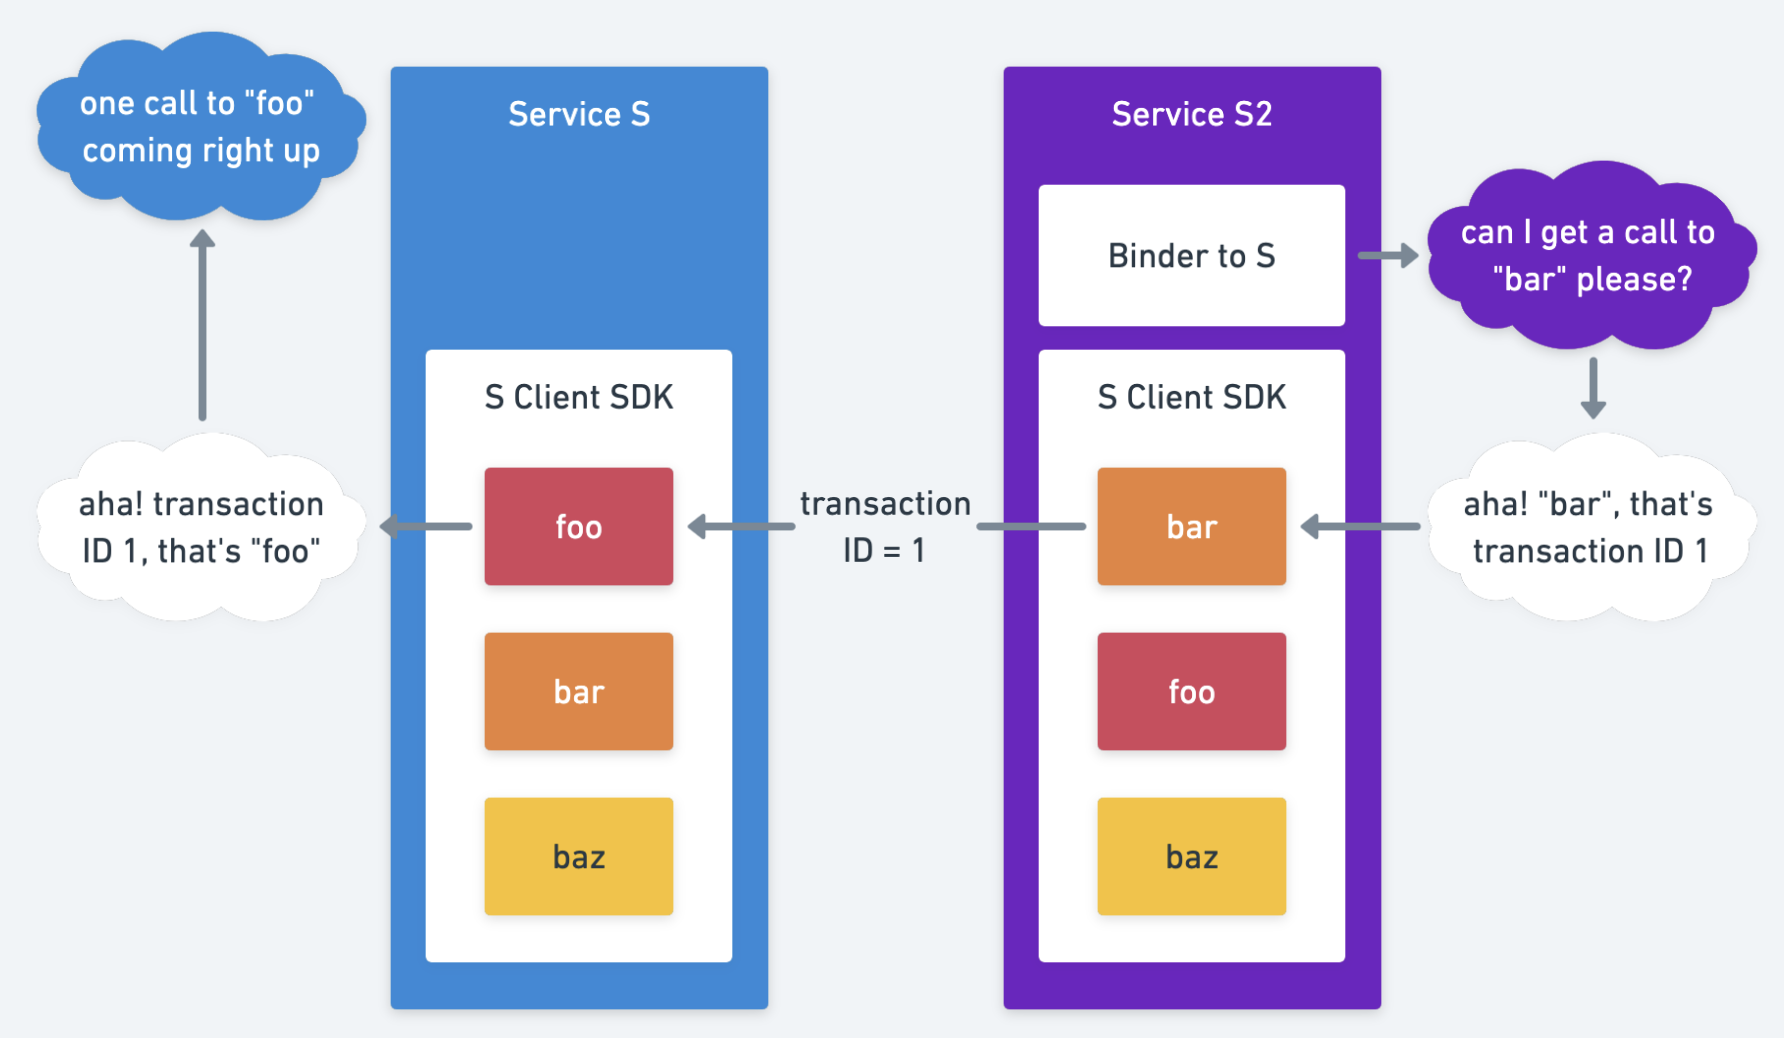 one call to "foo"
coming right up
Service S
Service S2
Binder to S
can I get a call to
"bar" please?
S Client SDK
S Client SDK
aha! transaction
ID 1, that's "foo"
foo
transaction
ID = 1
bar
aha! "bar", that's
transaction ID 1
bar
foo
baz
baz